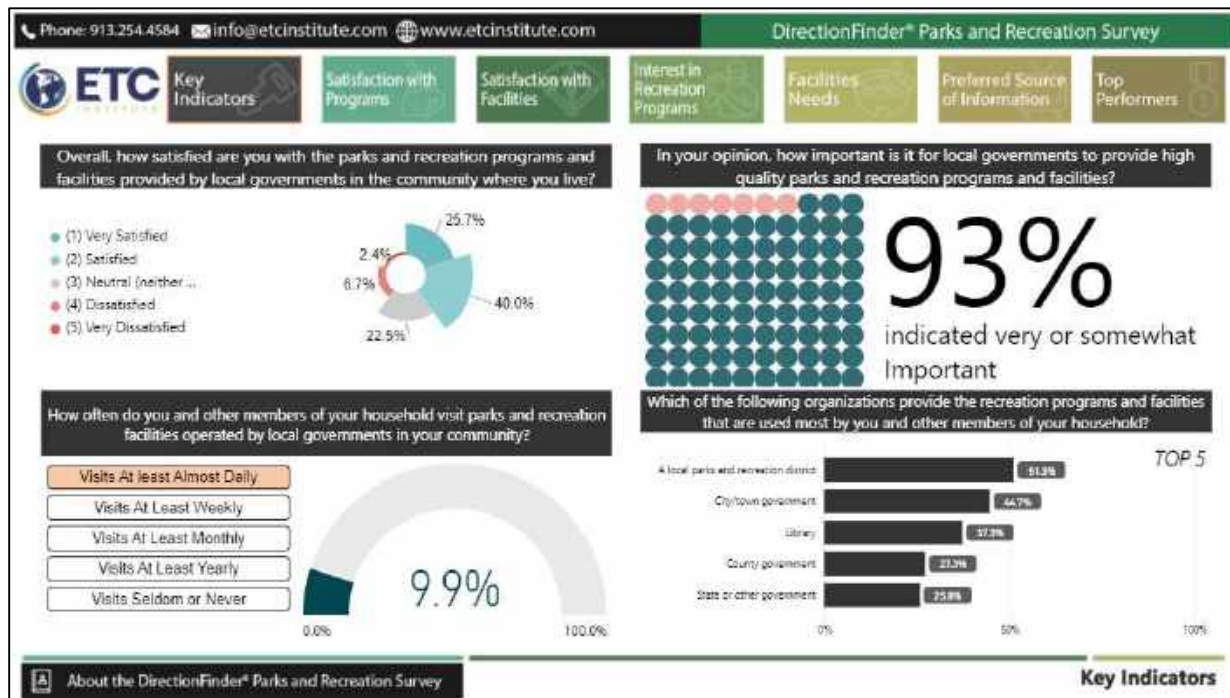 Phone: 913.254.4584 info@etcinstitute.com www.etcinstitute.com
DirectionFinder® Parks and Recreation Survey
ETC
INSTITUTE
Key
Indicators
Satisfaction with
Programs
Satisfaction with
Facilities
Interest in
Recreation
Programs
Facilities
Needs
Preferred Source
of Information
Top
Performers
Overall, how satisfied are you with the parks and recreation programs and
facilities provided by local governments in the community where you live?
(1) Very Satisfied
(2) Satisfied
(3) Neutral (neither ...
(4) Dissatisfied
(5) Very Dissatisfied
25.7%
2.4%
6.7%
40.0%
22.5%
In your opinion, how important is it for local governments to provide high
quality parks and recreation programs and facilities?
93%
indicated very or somewhat
Important
How often do you and other members of your household visit parks and recreation
facilities operated by local governments in your community?
Visits At least Almost Daily
Visits At Least Weekly
Visits At Least Monthly
Visits At Least Yearly
Visits Seldom or Never
9.9%
0.0%
100.0%
Which of the following organizations provide the recreation programs and facilities
that are used most by you and other members of your household?
TOP 5
A local parks and recreation district
51.3%
City/town government
44.7%
Library
37.3%
County government
27.3%
State or other government
25.8%
0%
50%
100%
About the DirectionFinder® Parks and Recreation Survey
Key Indicators